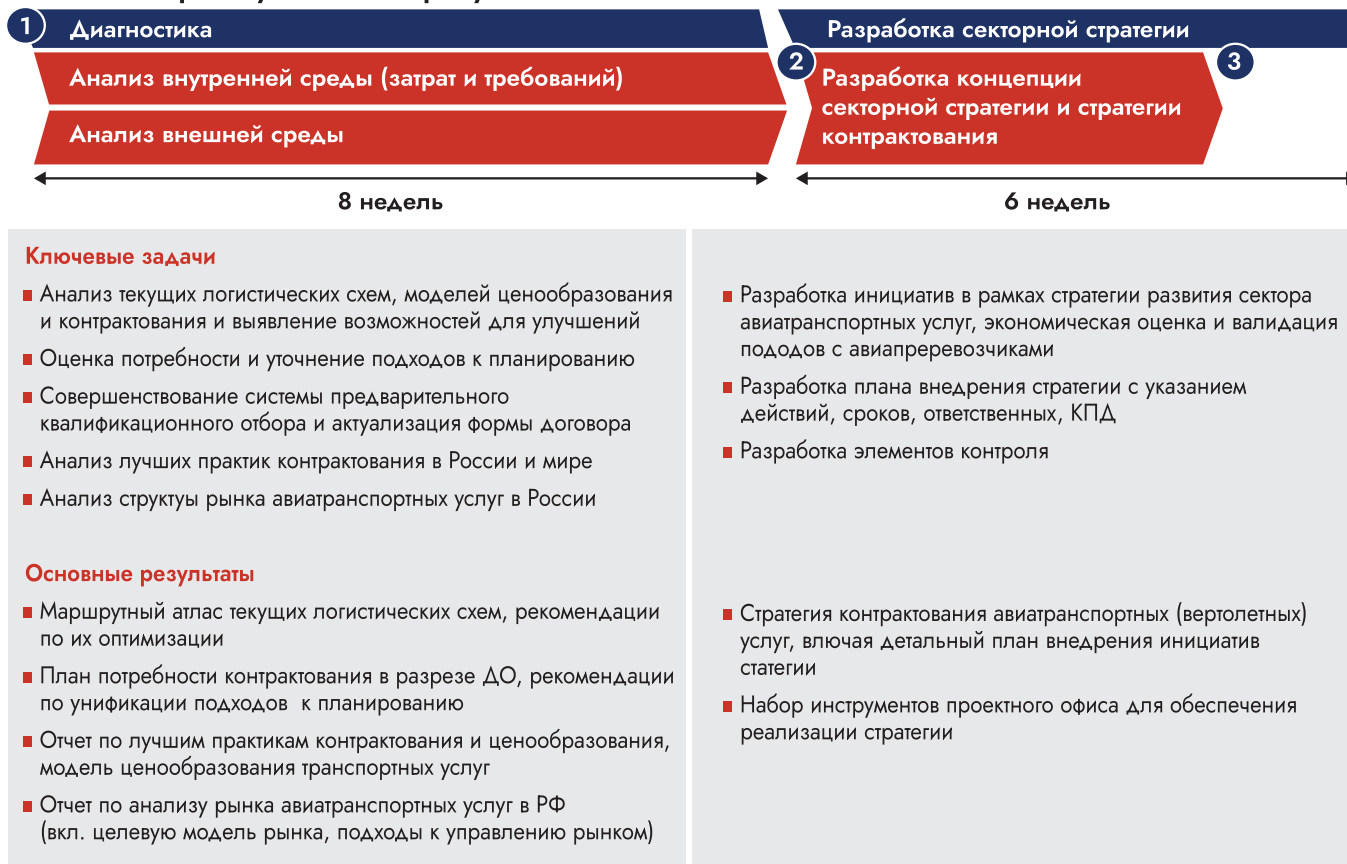 1
Диагностика
Анализ внутренней среды (затрат и требований)
Анализ внешней среды
8 недель
Разработка секторной стратегии
2
3
Разработка концепции
секторной стратегии и стратегии
контрактования
6 недель
Ключевые задачи
Анализ текущих логистических схем, моделей ценообразования
и контрактования и выявление возможностей для улучшений
Оценка потребности и уточнение подходов к планированию
Совершенствование системы предварительного
квалификационного отбора и актуализация формы договора
Анализ лучших практик контрактования в России и мире
Анализ структуы рынка авиатранспортных услуг в России
Разработка инициатив в рамках стратегии развития сектора
авиатранспортных услуг, экономическая оценка и валидация
пододов с авиапреревозчиками
Разработка плана внедрения стратегии с указанием
действий, сроков, ответственных, КПД
Разработка элементов контроля
Основные результаты
Маршрутный атлас текущих логистических схем, рекомендации
по их оптимизации
План потребности контрактования в разрезе ДО, рекомендации
по унификации подходов к планированию
Отчет по лучшим практикам контрактования и ценообразования,
модель ценообразования транспортных услуг
Отчет по анализу рынка авиатранспортных услуг в РФ
(вкл. целевую модель рынка, подходы к управлению рынком)
Стратегия контрактования авиатранспортных (вертолетных)
услуг, влючая детальный план внедрения инициатив
статегии
Набор инструментов проектного офиса для обеспечения
реализации стратегии